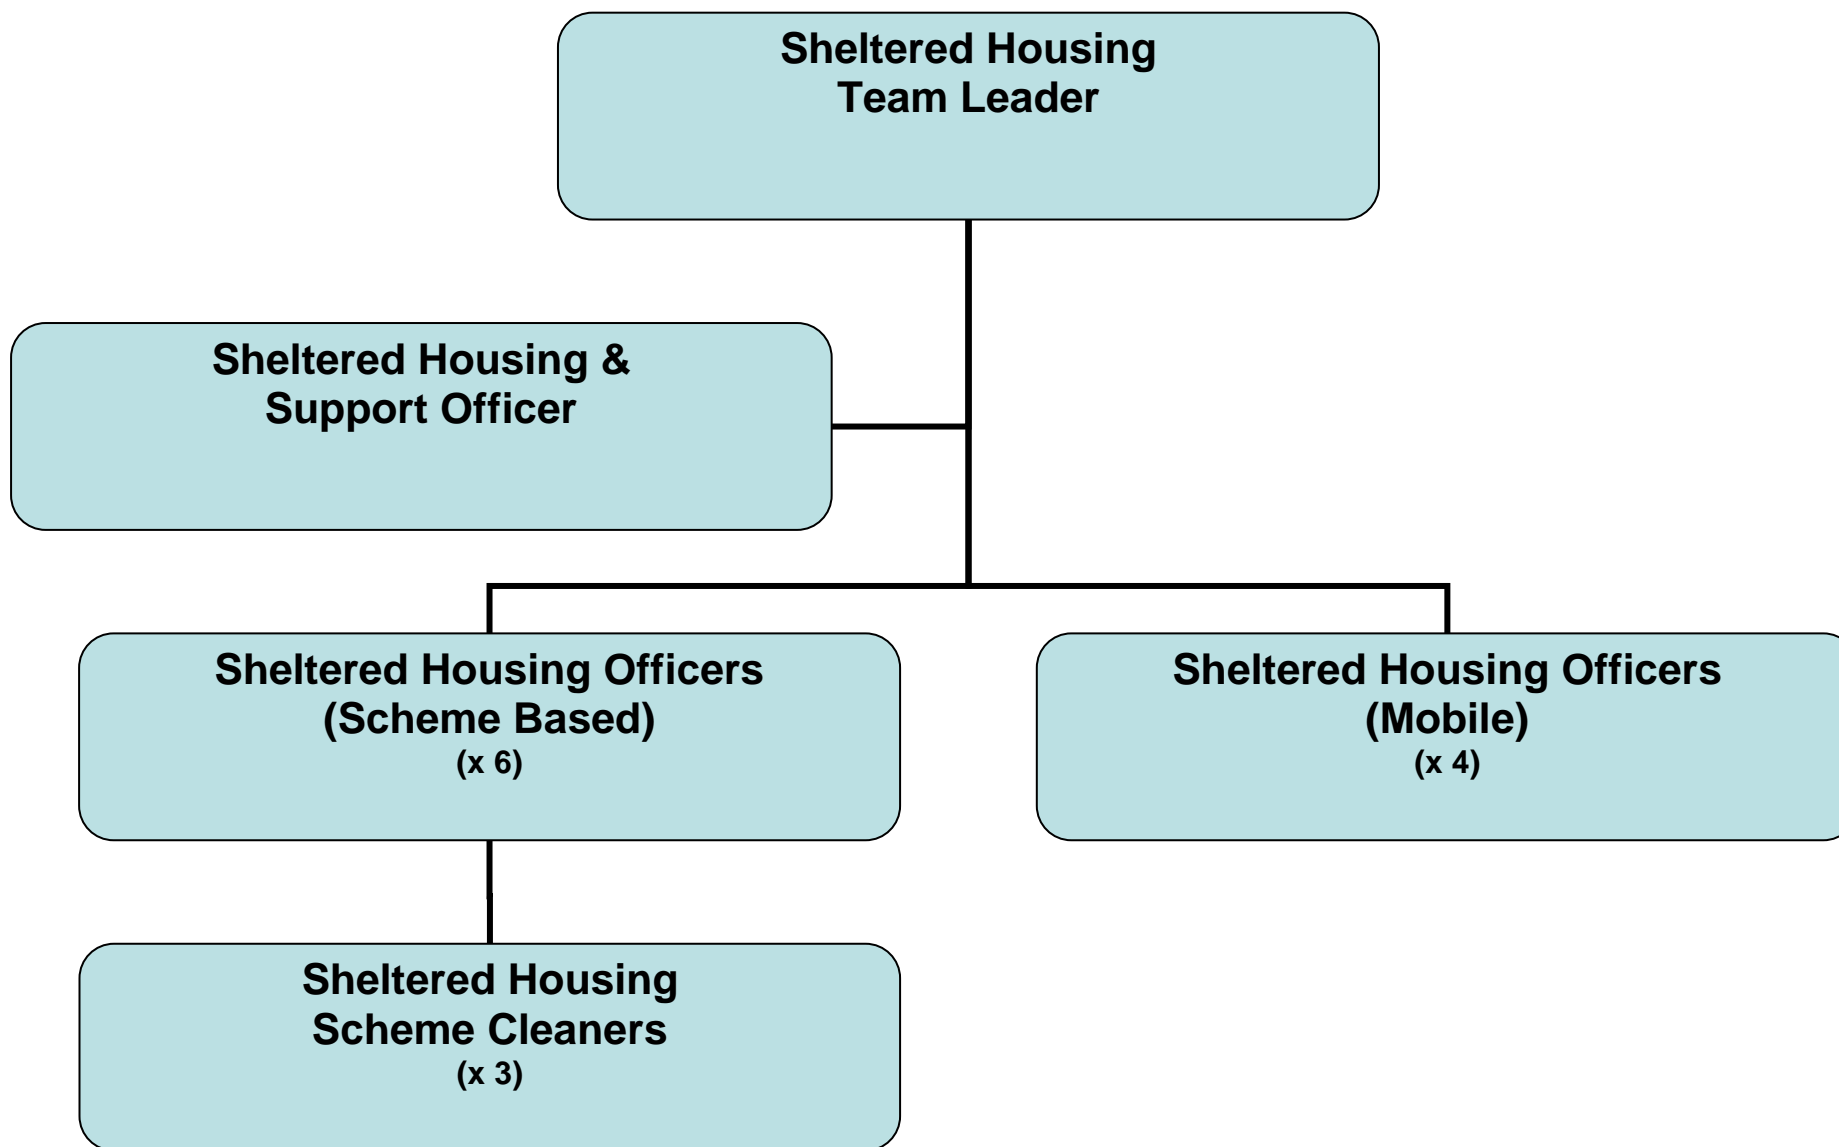 Sheltered Housing
Team Leader
Sheltered Housing &
Support Officer
Sheltered Housing Officers
(Scheme Based)
(x 6)
Sheltered Housing Officers
(Mobile)
(x 4)
Sheltered Housing
Scheme Cleaners
(x 3)